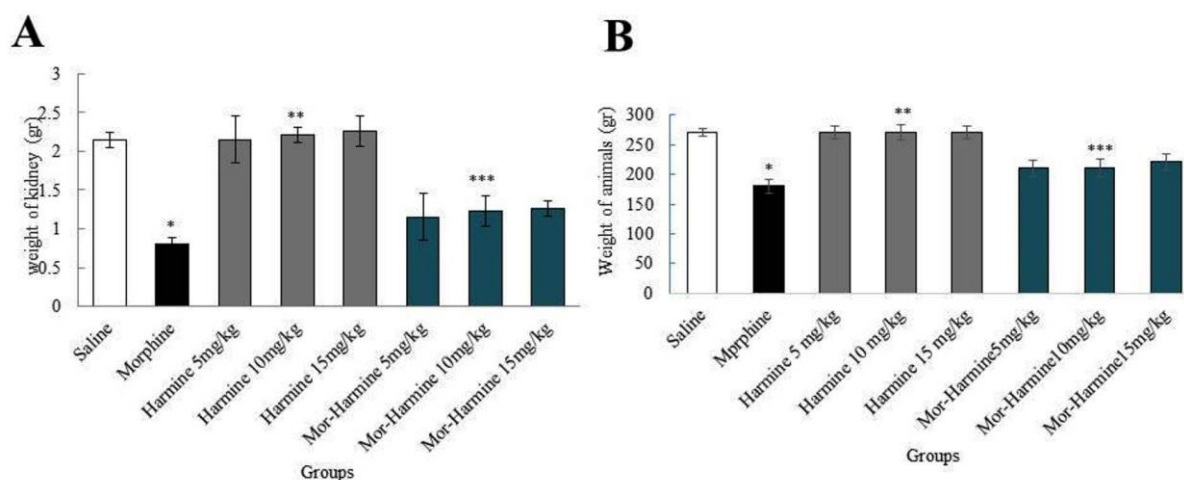 A
weight of kidney (gr)
3
2.5
2
1.5
1
0.5
0
*
**
***
Saline
Morphine
Harmine 5mg/kg
Harmine 10mg/kg
Harmine 15mg/kg
Mor-Harmine 5mg/kg
Mor-Harmine 10mg/kg
Mor-Harmine 15mg/kg
Groups
B
Weight of animals (gr)
300
250
200
150
100
50
0
*
**
***
Saline
Mprphine
Harmine 5 mg/kg
Harmine 10 mg/kg
Harmine 15 mg/kg
Mor-Harmine5mg/kg
Mor-Harmine10mg/kg
Mor-Harmine15mg/kg
Groups